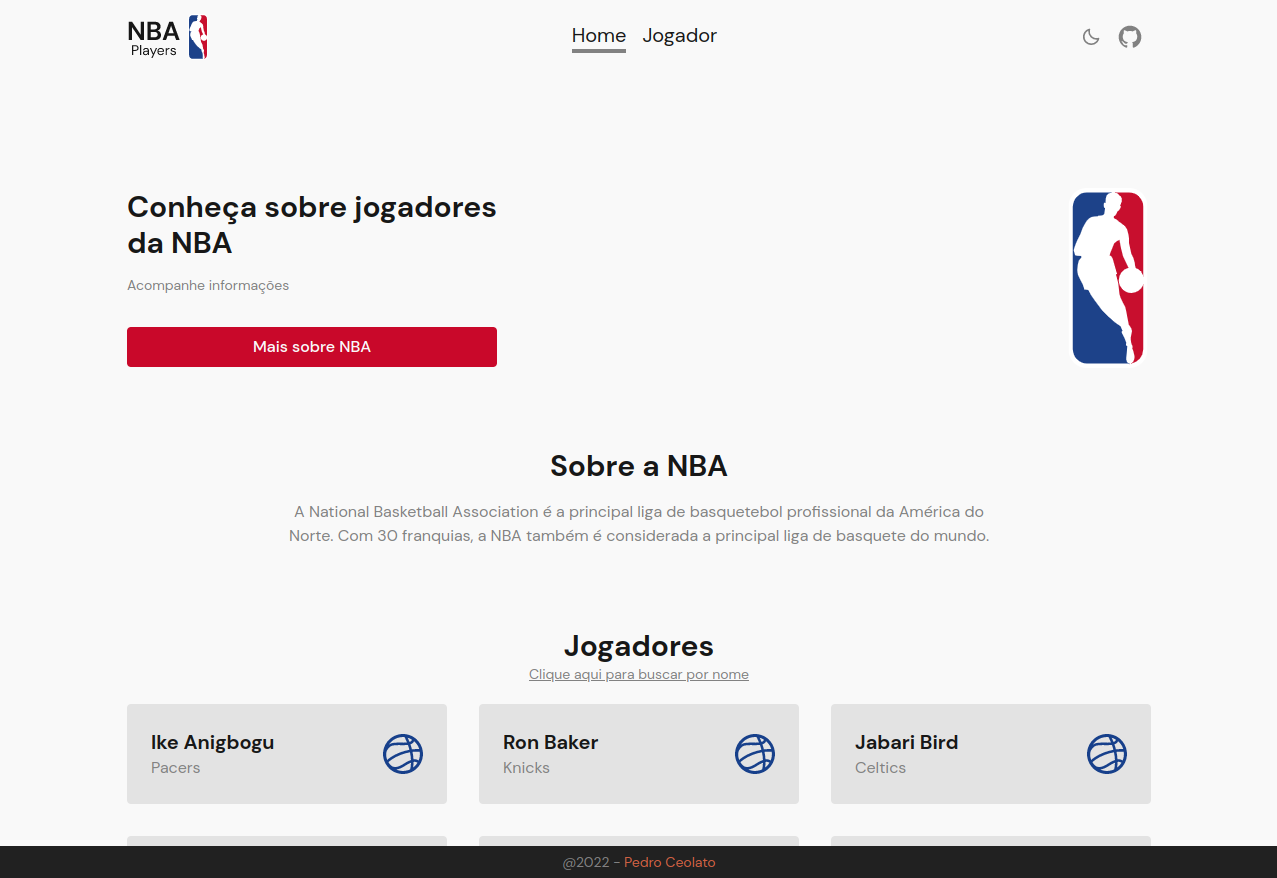 NBA
Players
Home Jogador
Conheça sobre jogadores
da NBA
Acompanhe informações
Mais sobre NBA
Sobre a NBA
A National Basketball Association é a principal liga de basquetebol profissional da América do
Norte. Com 30 franquias, a NBA também é considerada a principal liga de basquete do mundo.
Jogadores
Clique aqui para buscar por nome
Ike Anigbogu
Pacers
Ron Baker
Knicks
Jabari Bird
Celtics
@2022 - Pedro Ceolato